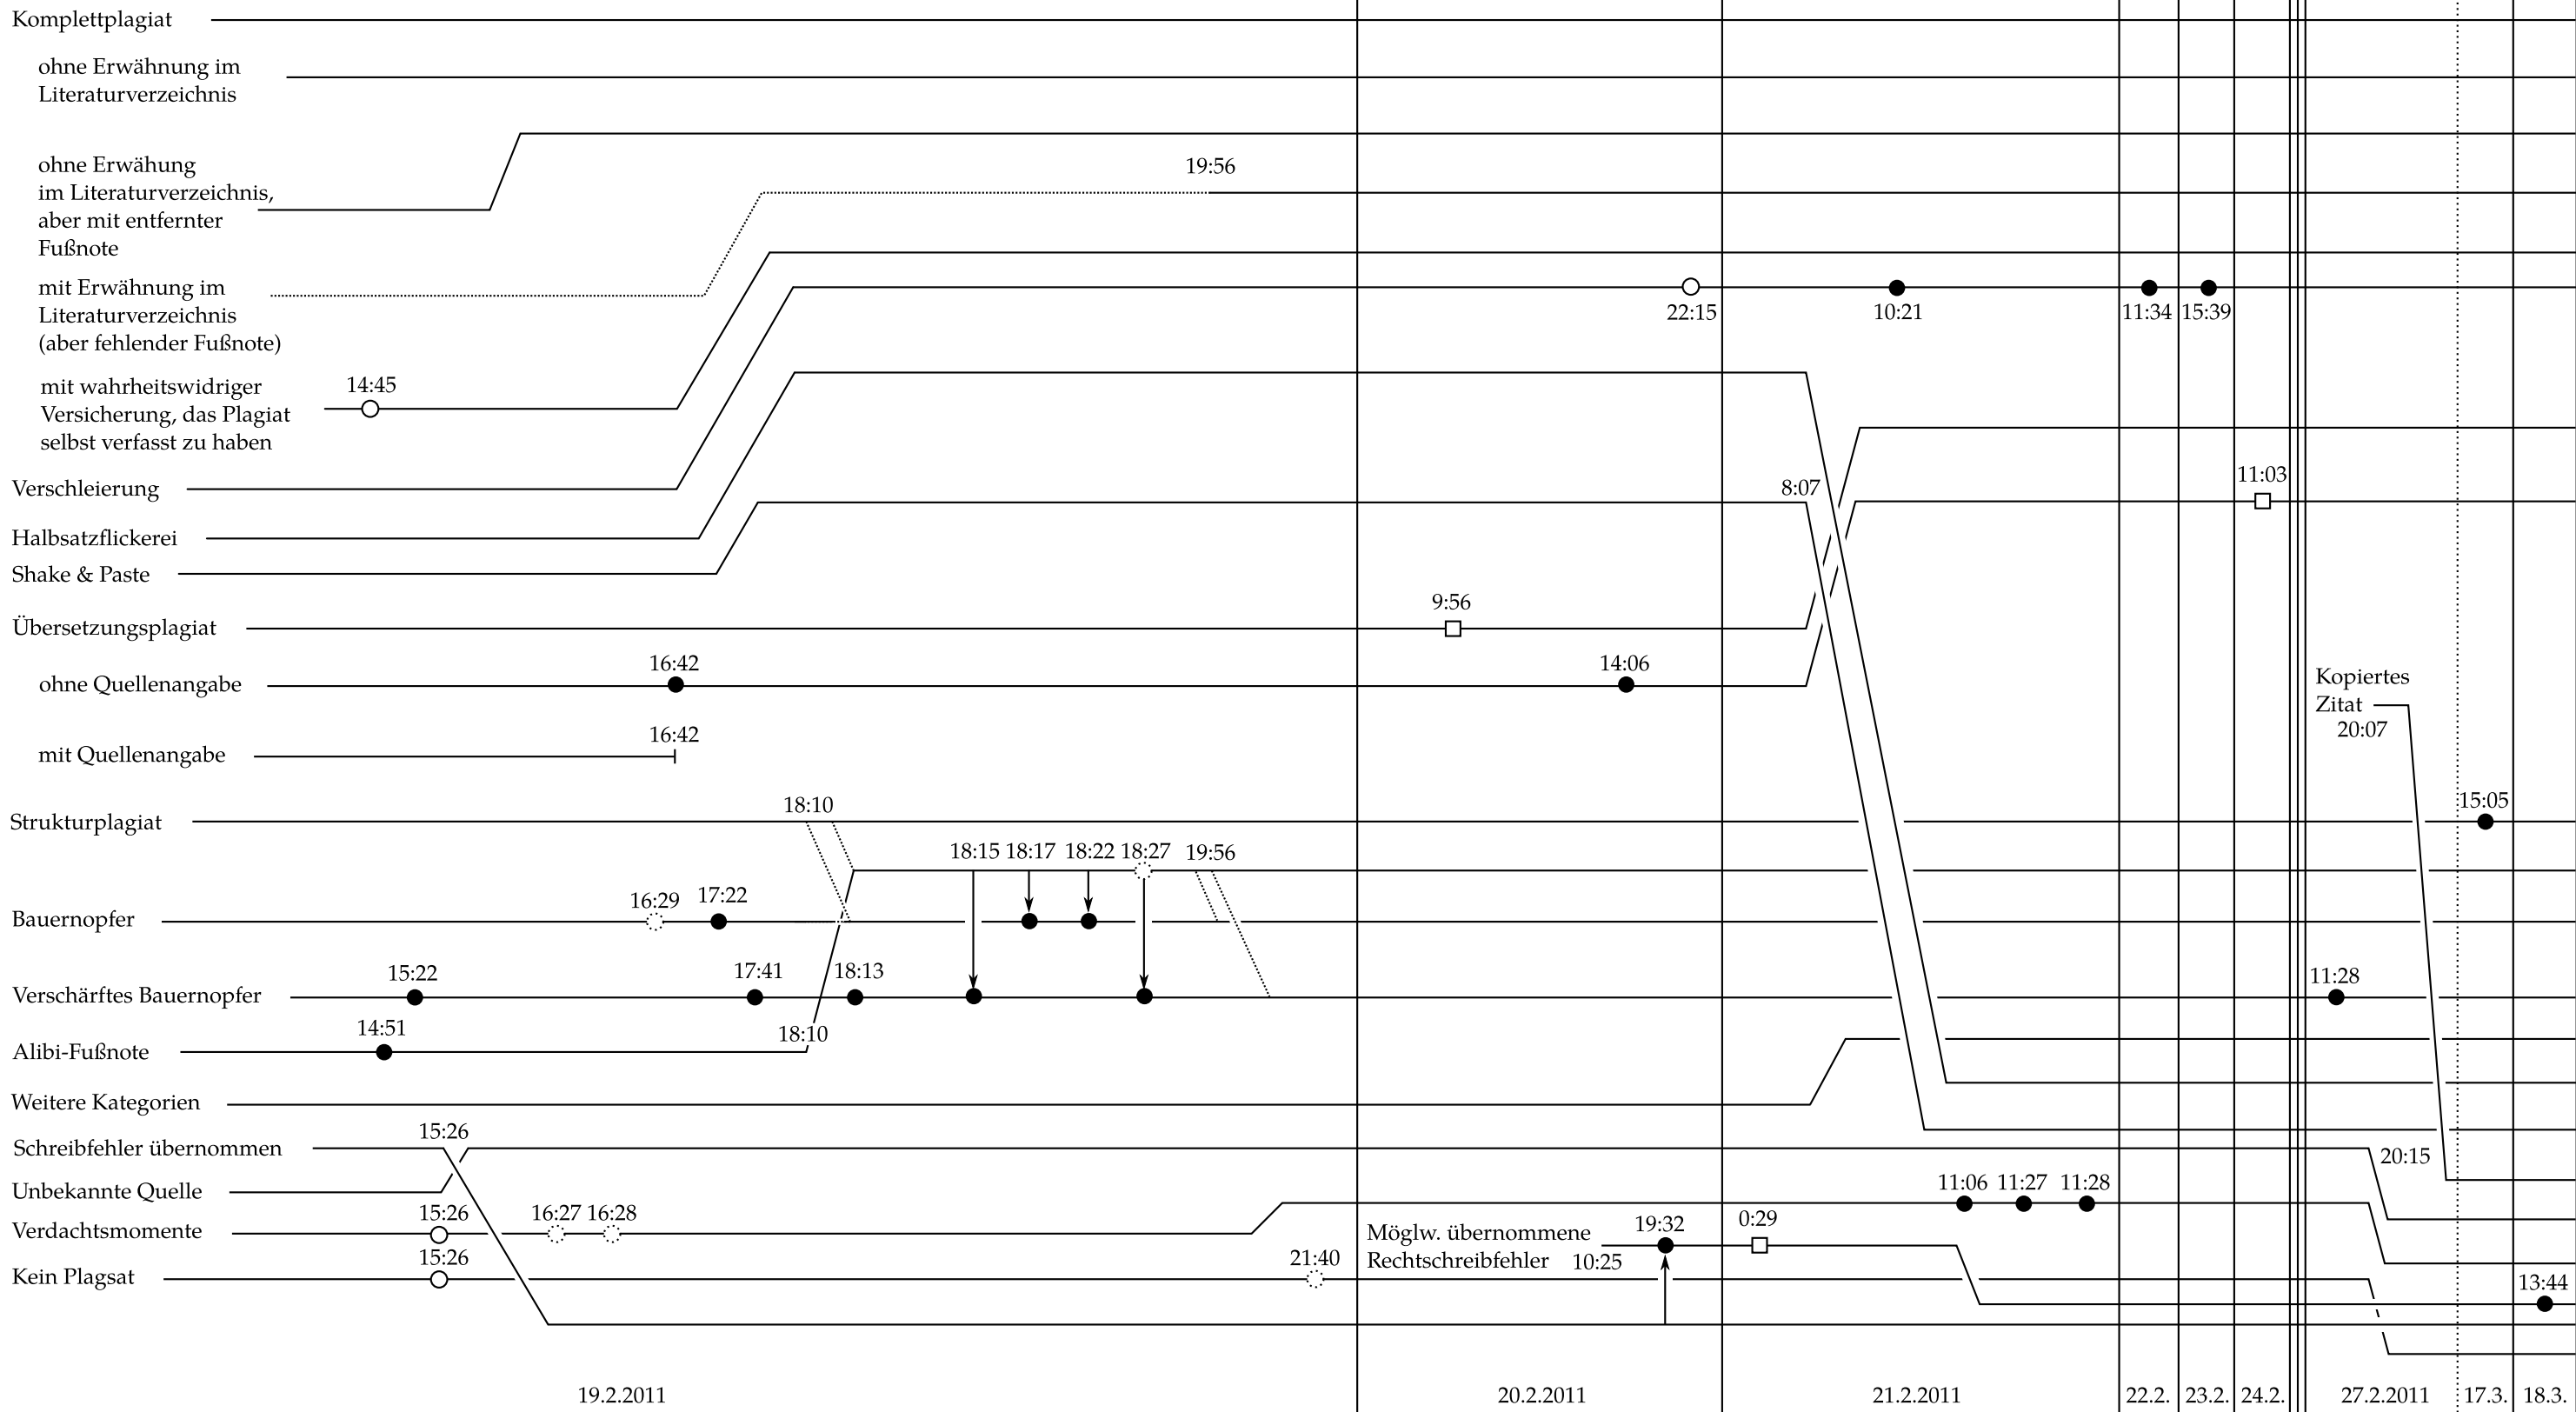 Komplettplagiat
ohne Erwähnung im
Literaturverzeichnis
ohne Erwähung
im Literaturverzeichnis,
aber mit entfernter
Fußnote
19:56
mit Erwähnung im
Literaturverzeichnis
(aber fehlender Fußnote)
22:15
10:21
11:34
15:39
mit wahrheitswidriger
Versicherung, das Plagiat
selbst verfasst zu haben
14:45
Verschleierung
8:07
11:03
Halbsatzflickerei
Shake & Paste
Übersetzungsplagiat
9:56
ohne Quellenangabe
16:42
14:06
Kopiertes
Zitat
20:07
mit Quellenangabe
16:42
Strukturplagiat
18:10
15:05
18:15
18:17
18:22
18:27
19:56
Bauernopfer
16:29
17:22
Verschärftes Bauernopfer
15:22
17:41
18:13
11:28
Alibi-Fußnote
14:51
18:10
Weitere Kategorien
Schreibfehler übernommen
15:26
20:15
Unbekannte Quelle
11:06
11:27
11:28
Verdachtsmomente
15:26
16:27
16:28
Möglw. übernommene
Rechtschreibfehler
10:25
19:32
0:29
Kein Plagsat
15:26
21:40
13:44
19.2.2011
20.2.2011
21.2.2011
22.2.
23.2.
24.2.
27.2.2011
17.3.
18.3.